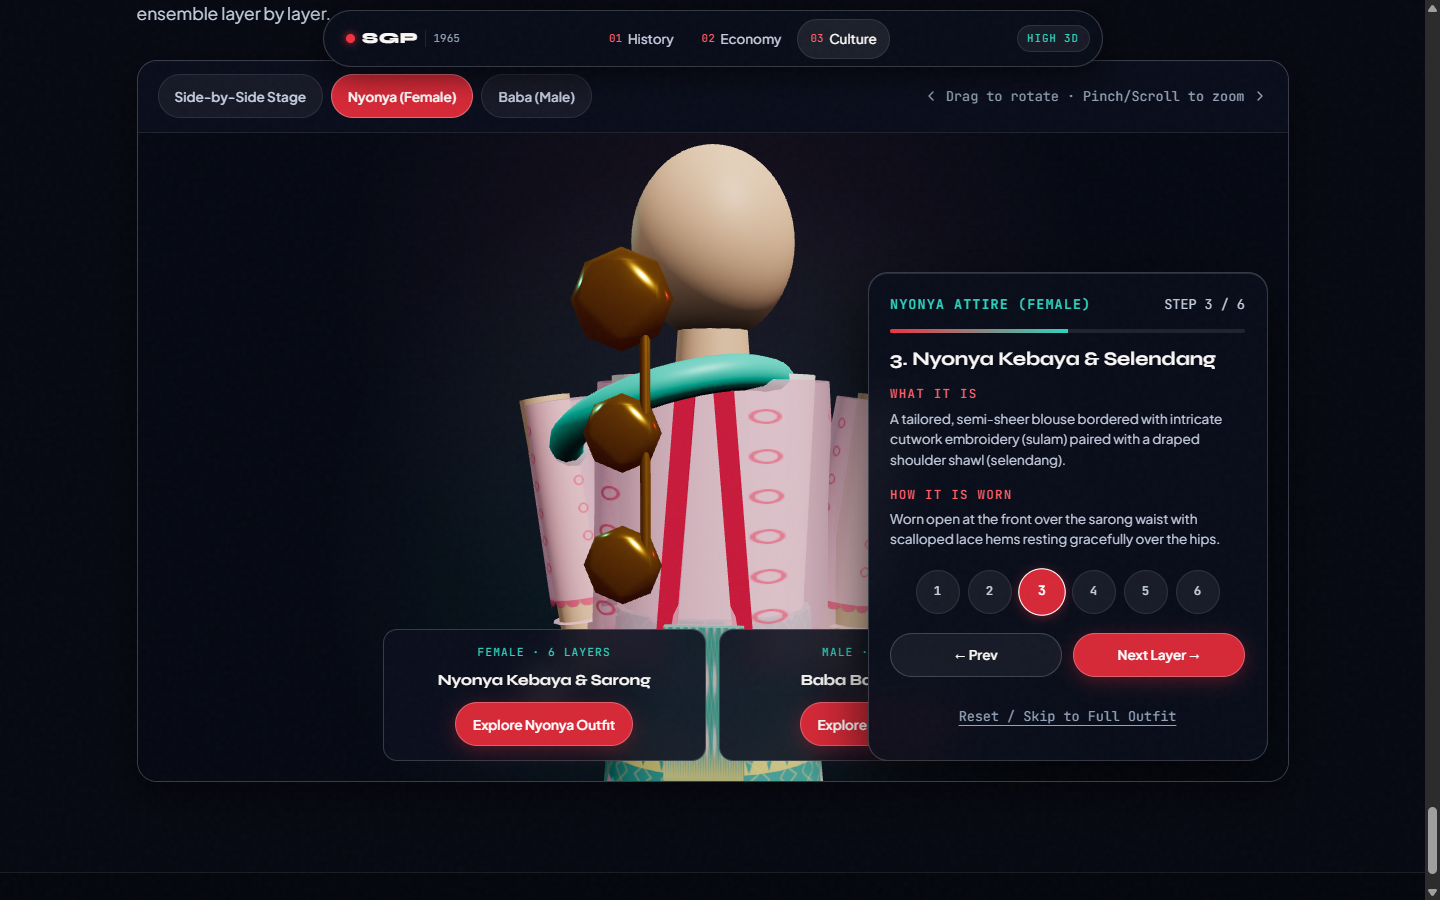 ensemble layer by layer.
SGP 1965
01 History
02 Economy
03 Culture
HIGH 3D
Side-by-Side Stage
Nyonya (Female)
Baba (Male)
Drag to rotate · Pinch/Scroll to zoom
NYONYA ATTIRE (FEMALE)
STEP 3 / 6
3. Nyonya Kebaya & Selendang
WHAT IT IS
A tailored, semi-sheer blouse bordered with intricate
cutwork embroidery (sulam) paired with a draped
shoulder shawl (selendang).
HOW IT IS WORN
Worn open at the front over the sarong waist with
scalloped lace hems resting gracefully over the hips.
1 2 3 4 5 6
← Prev
Next Layer →
Reset / Skip to Full Outfit
FEMALE · 6 LAYERS
Nyonya Kebaya & Sarong
Explore Nyonya Outfit
MALE ·
Baba Ba
Explore